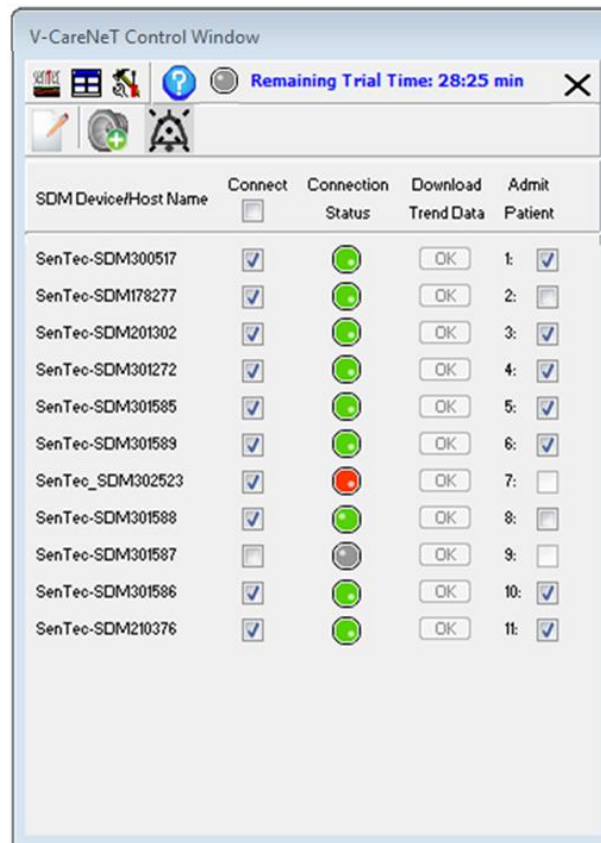 V-CareNeT Control Window
SenTec
Remaining Trial Time: 28:25 min
SDM Device/Host Name Connect Connection Status Download Trend Data Admit Patient
SenTec-SDM300517 OK 1:
SenTec-SDM178277 OK 2:
SenTec-SDM201302 OK 3:
SenTec-SDM301272 OK 4:
SenTec-SDM301585 OK 5:
SenTec-SDM301589 OK 6:
SenTec_SDM302523 OK 7:
SenTec-SDM301588 OK 8:
SenTec-SDM301587 OK 9:
SenTec-SDM301586 OK 10:
SenTec-SDM210376 OK 11: